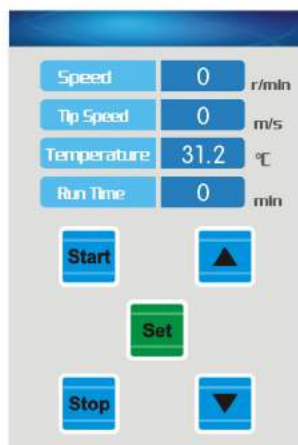 Speed 0 r/min
Tip Speed 0 m/s
Temperature 31.2 ℃
Run Time 0 min
Start
Set
Stop